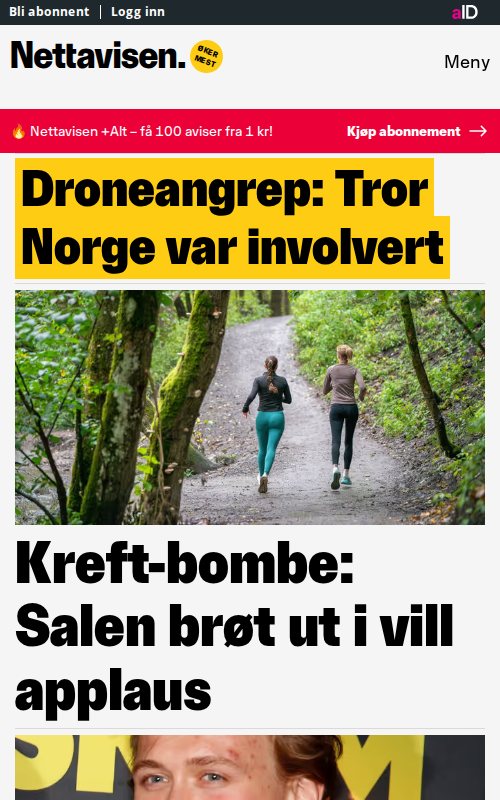 Bli abonnent
Logg inn
aID
Nettavisen.
ØKER
MEST
Meny
🔥 Nettavisen +Alt – få 100 aviser fra 1 kr!
Kjøp abonnement →
Droneangrep: Tror
Norge var involvert
Kreft-bombe:
Salen brøt ut i vill
applaus